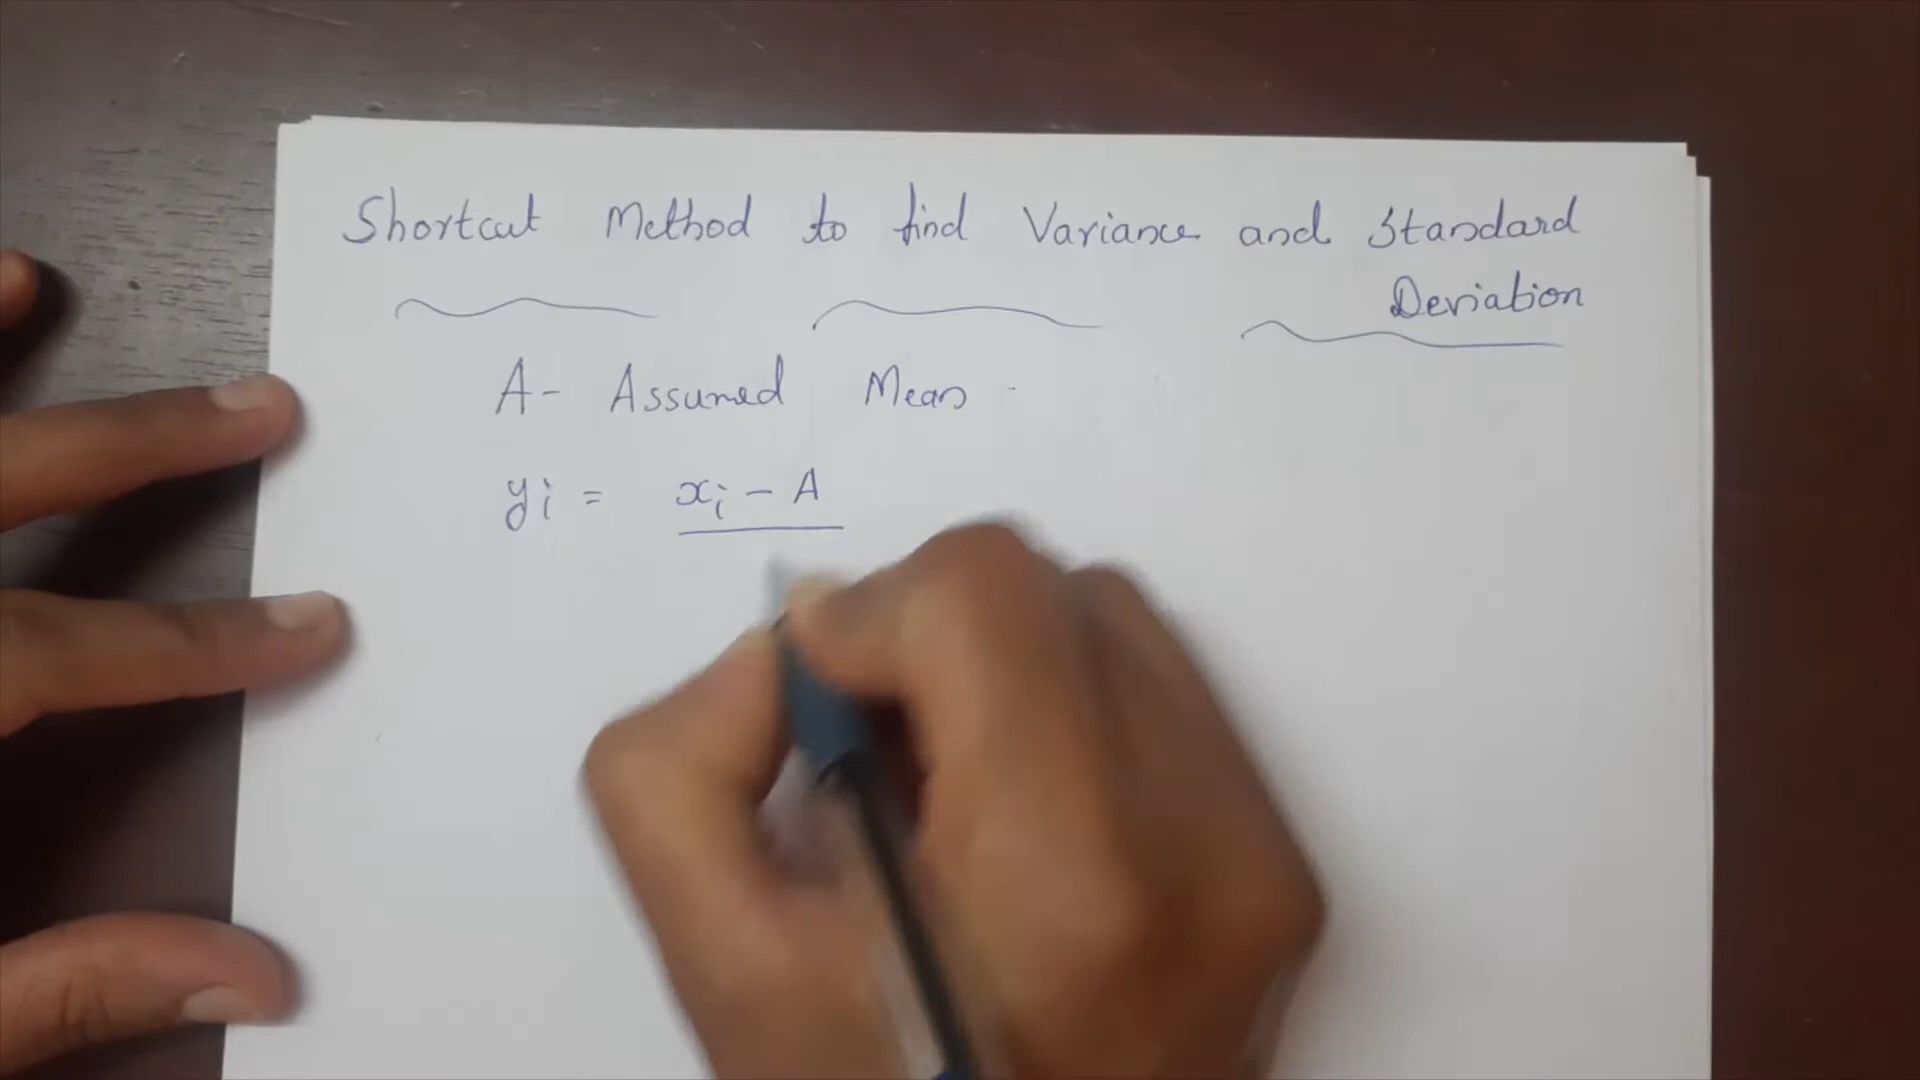 Shortcut Method to find Variance and Standard
Deviation
A- Assumed Mean
yi = xi - A